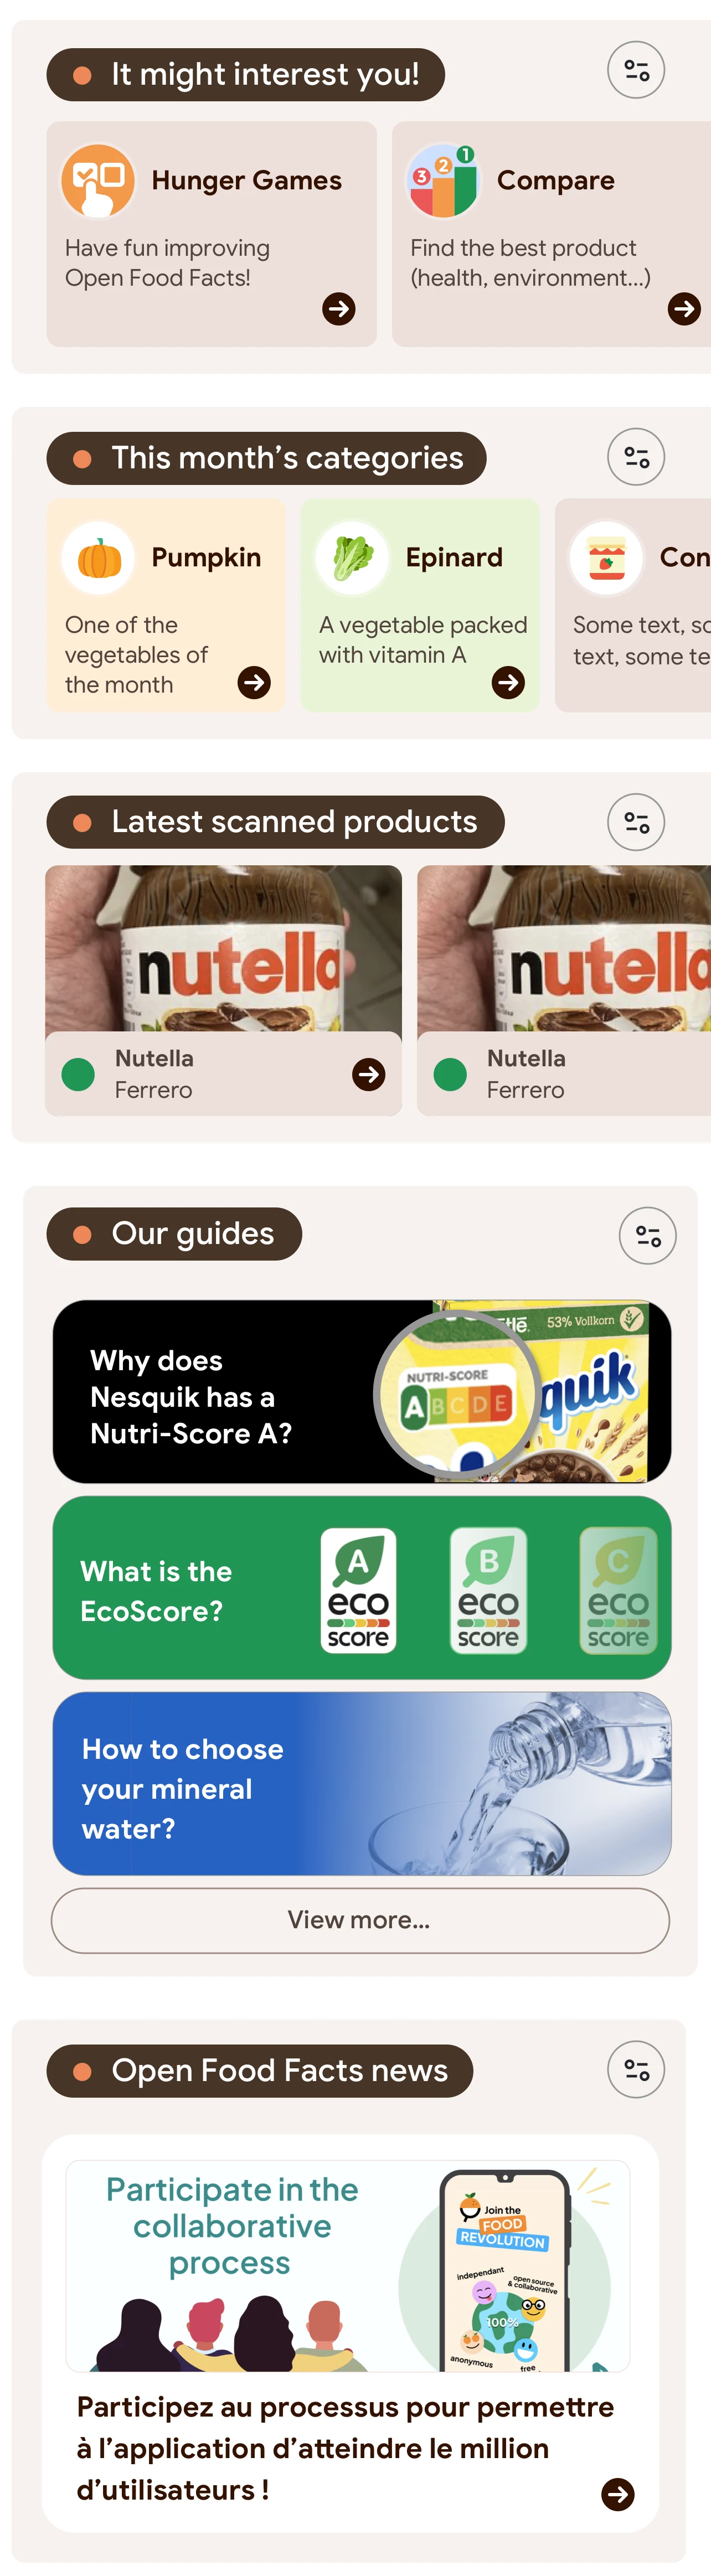 It might interest you!
Hunger Games
Have fun improving
Open Food Facts!
3
2
1
Compare
Find the best product
(health, environment...)
This month's categories
Pumpkin
One of the
vegetables of
the month
Epinard
A vegetable packed
with vitamin A
Con
Some text, so
text, some te
Latest scanned products
nutella
Nutella
Ferrero
nutella
Nutella
Ferrero
Our guides
Why does
Nesquik has a
Nutri-Score A?
tlé.
53% Vollkorn
NUTRI-SCORE
A B C D E
quik
What is the
EcoScore?
A
eco
score
B
eco
score
C
eco
score
How to choose
your mineral
water?
View more...
Open Food Facts news
Participate in the
collaborative
process
Join the
FOOD
REVOLUTION
independant
open source
& collaborative
100%
anonymous
free
Participez au processus pour permettre
à l'application d'atteindre le million
d'utilisateurs !